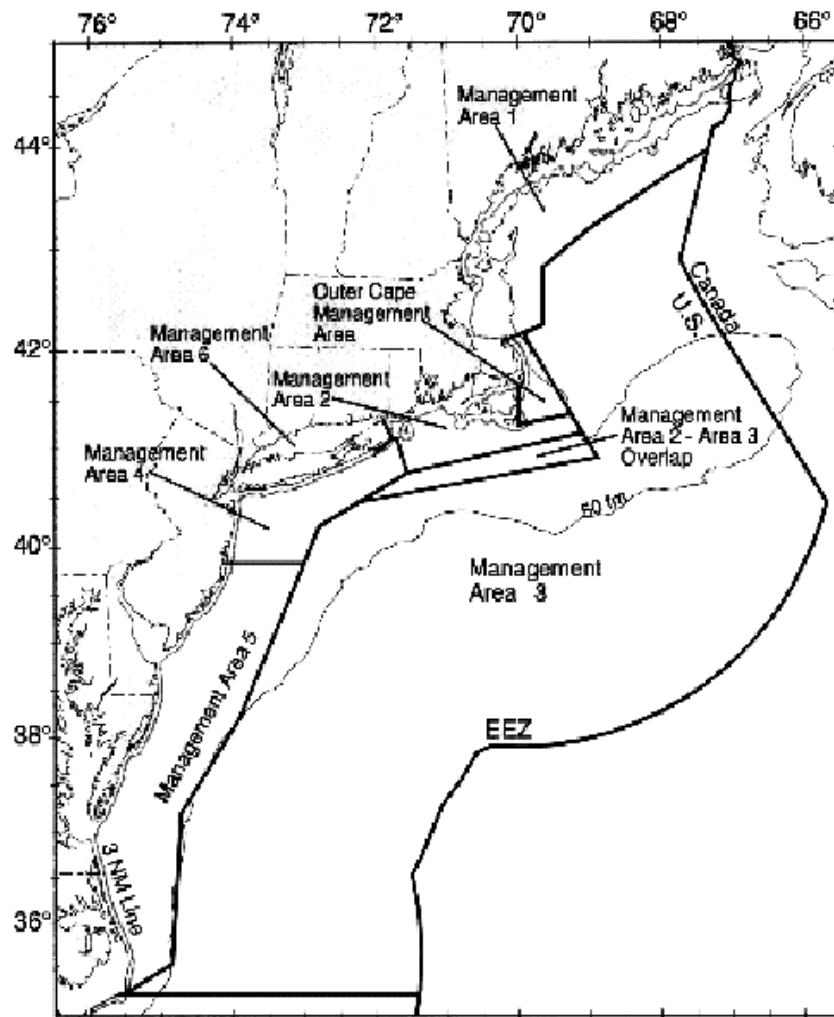 76° 74° 72° 70° 68° 66°
44°
42°
40°
38°
36°
Management
Area 1
Outer Cape
Management
Area
Management
Area 6
Management
Area 2
Management
Area 4
Canada
U.S.
Management
Area 2 - Area 3
Overlap
50 fm
Management
Area 3
Management Area 5
EEZ
3 NM Line